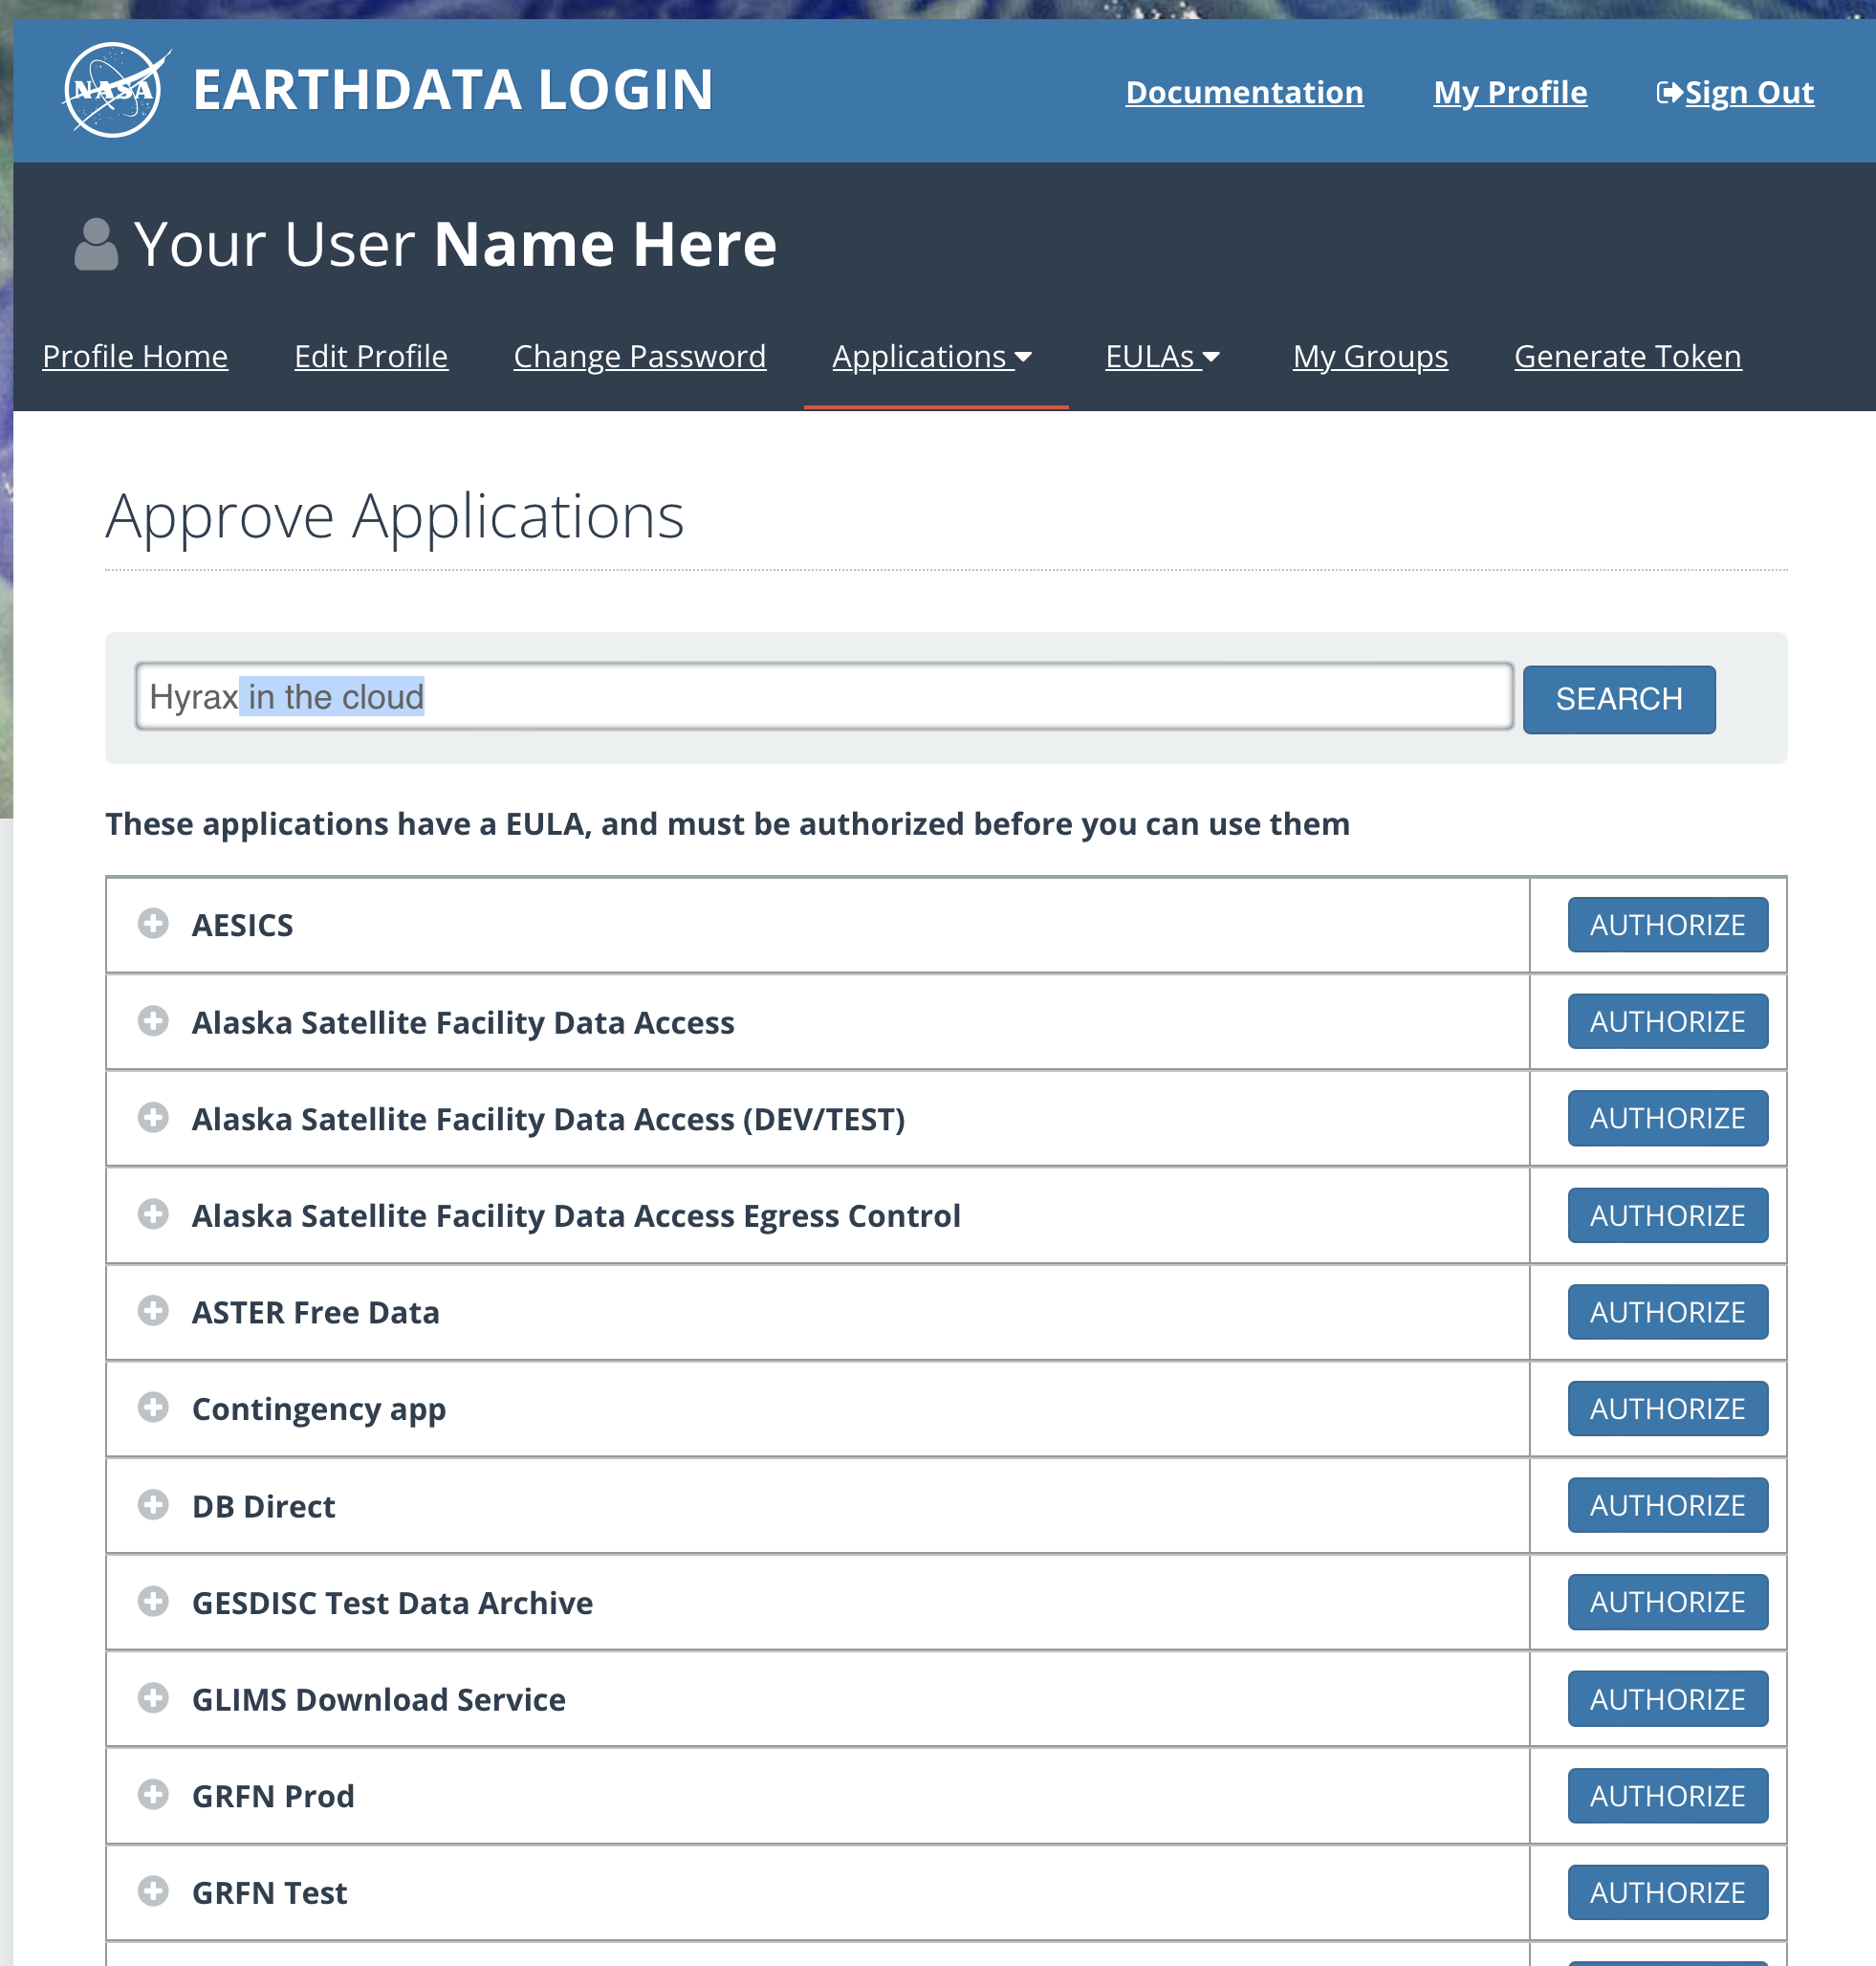 NASA
EARTHDATA LOGIN
Documentation My Profile Sign Out
Your User Name Here
Profile Home Edit Profile Change Password Applications EULAs My Groups Generate Token
Approve Applications
Hyrax in the cloud SEARCH
These applications have a EULA, and must be authorized before you can use them
AESICS AUTHORIZE
Alaska Satellite Facility Data Access AUTHORIZE
Alaska Satellite Facility Data Access (DEV/TEST) AUTHORIZE
Alaska Satellite Facility Data Access Egress Control AUTHORIZE
ASTER Free Data AUTHORIZE
Contingency app AUTHORIZE
DB Direct AUTHORIZE
GESDISC Test Data Archive AUTHORIZE
GLIMS Download Service AUTHORIZE
GRFN Prod AUTHORIZE
GRFN Test AUTHORIZE